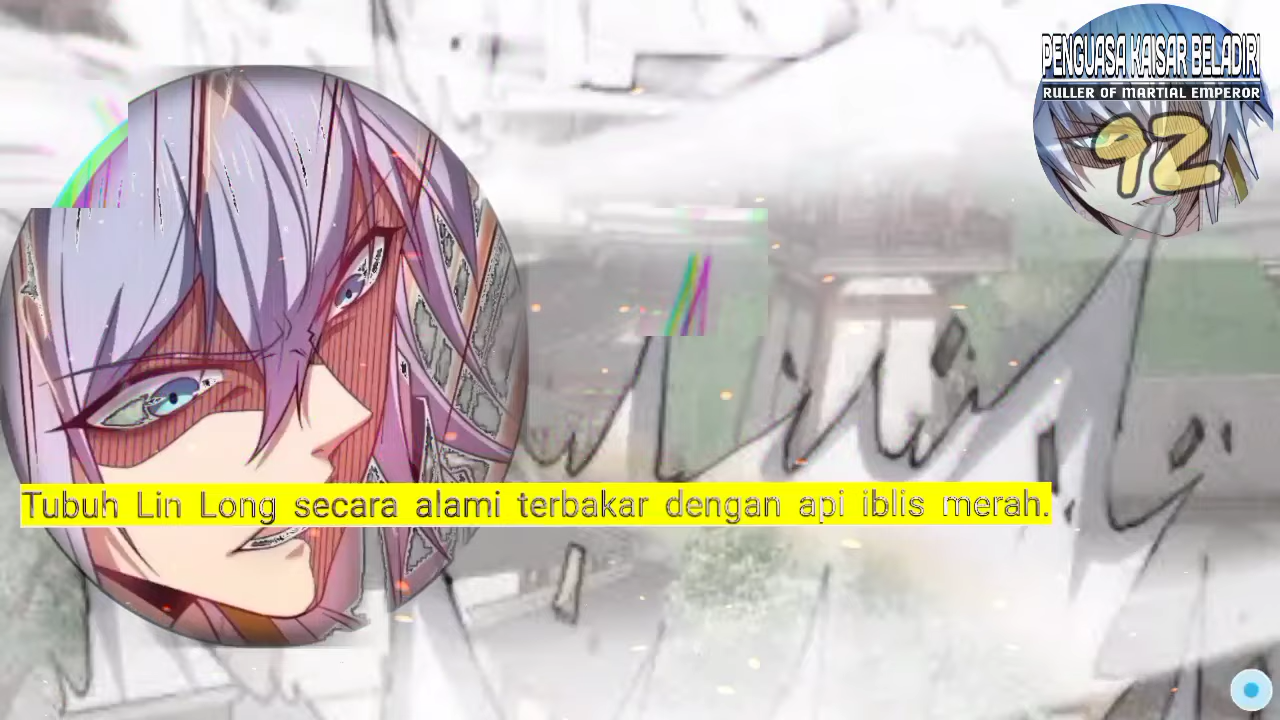 PENGUASA KAISAR BELADIRI
RULLER OF MARTIAL EMPEROR
92
Tubuh Lin Long secara alami terbakar dengan api iblis merah.